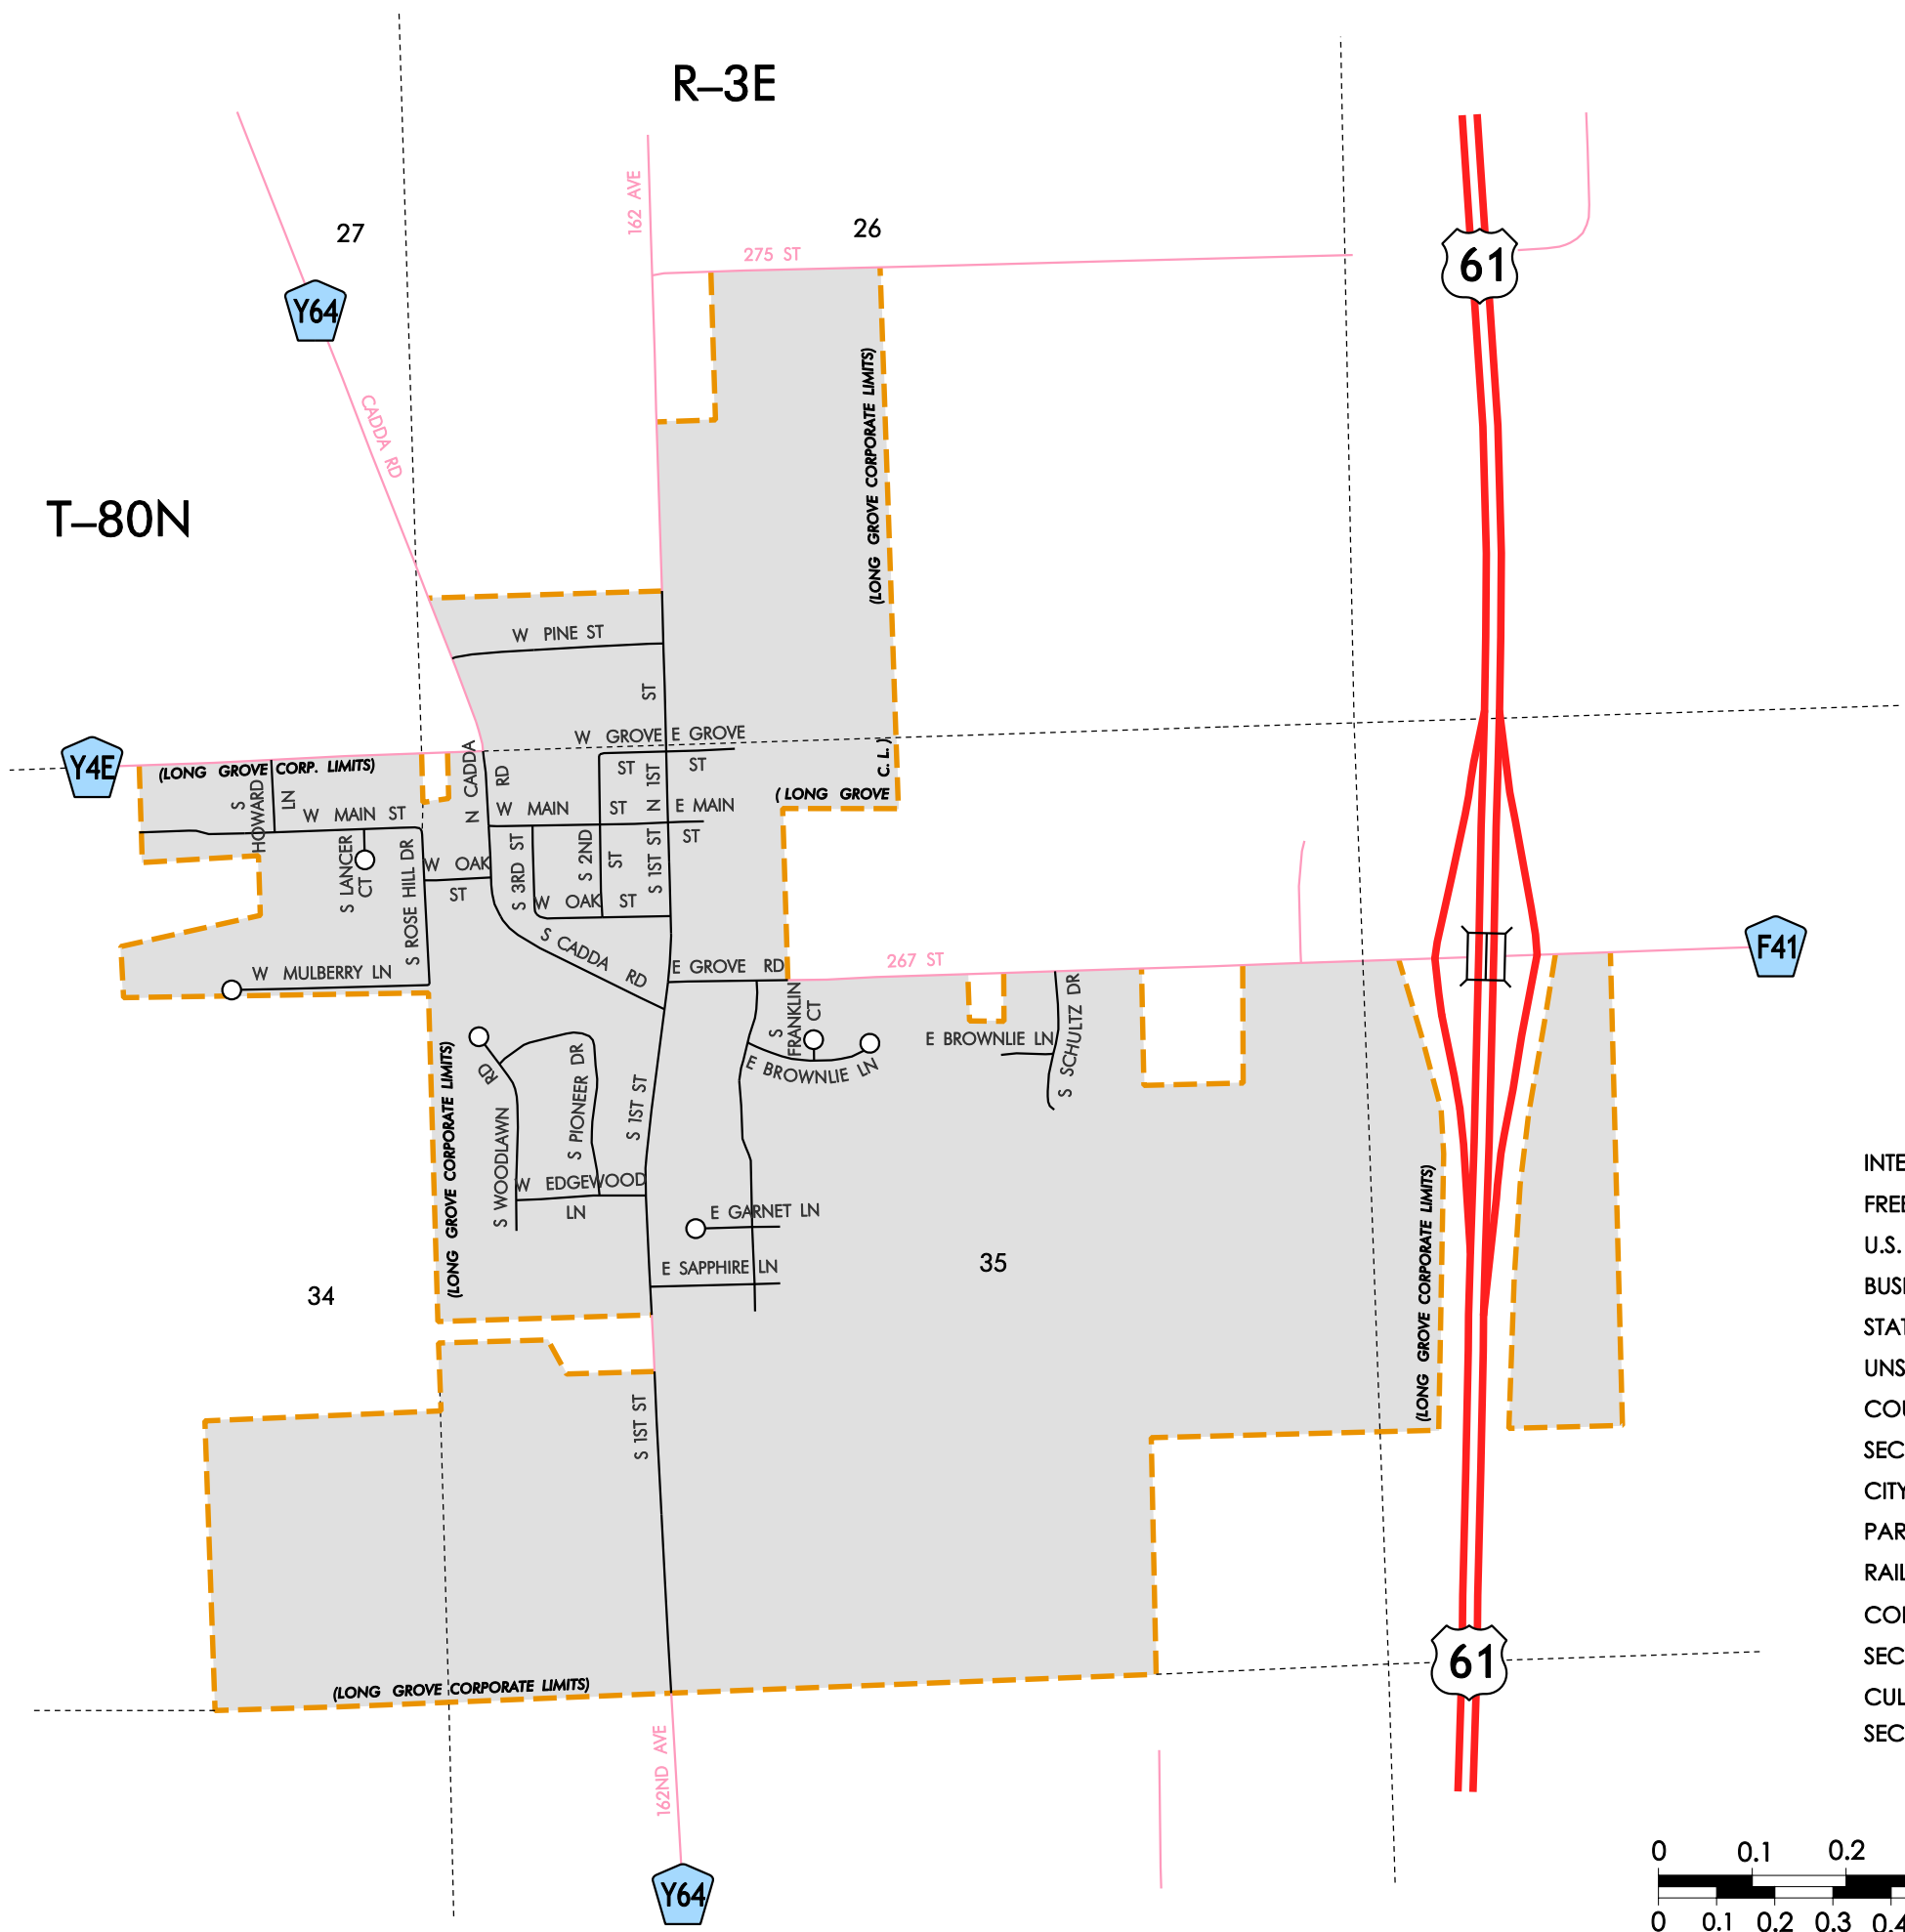 R–3E
162 AVE
27
26
275 ST
61
Y64
CADDA RD
(LONG GROVE CORPORATE LIMITS)
T–80N
W PINE ST
ST
W GROVE
E GROVE
ST
ST
Y4E
(LONG GROVE CORP. LIMITS)
N CADDA
RD
N 1ST
(LONG GROVE
C. L.)
S
HOWARD
LN
W MAIN ST
W MAIN
ST
E MAIN
ST
S LANCER
CT
S ROSE HILL DR
W OAK
ST
S 3RD ST
S 2ND
ST
S 1ST ST
W OAK ST
S CADDA RD
E GROVE RD
267 ST
F41
W MULBERRY LN
S
FRANKLIN
CT
E BROWNLIE LN
E BROWNLIE LN
S SCHULTZ DR
(LONG GROVE CORPORATE LIMITS)
RD
S WOODLAWN
S PIONEER DR
S 1ST ST
W EDGEWOOD
LN
E GARNET LN
E SAPPHIRE LN
34
35
(LONG GROVE CORPORATE LIMITS)
S 1ST ST
(LONG GROVE CORPORATE LIMITS)
61
162ND AVE
Y64
INTE
FREE
U.S.
BUSI
STAT
UNS
COU
SEC
CITY
PAR
RAIL
COR
SEC
CUL
SEC
0 0.1 0.2
0 0.1 0.2 0.3 0.4